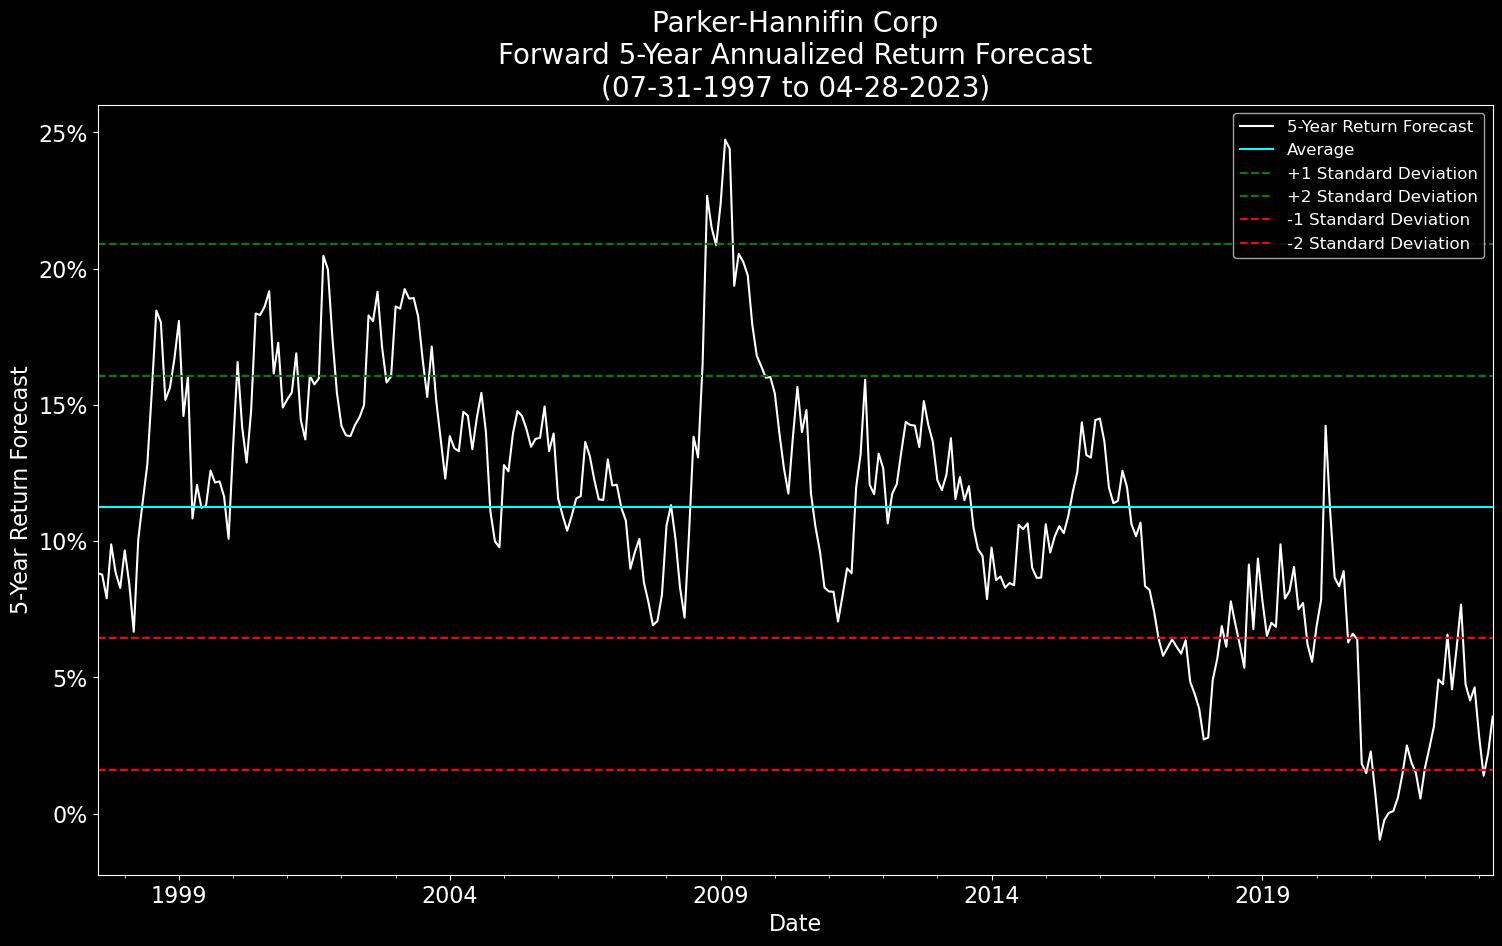 Parker-Hannifin Corp
Forward 5-Year Annualized Return Forecast
(07-31-1997 to 04-28-2023)
5-Year Return Forecast
Average
+1 Standard Deviation
+2 Standard Deviation
-1 Standard Deviation
-2 Standard Deviation
5-Year Return Forecast
25%
20%
15%
10%
5%
0%
1999
2004
2009
2014
2019
Date